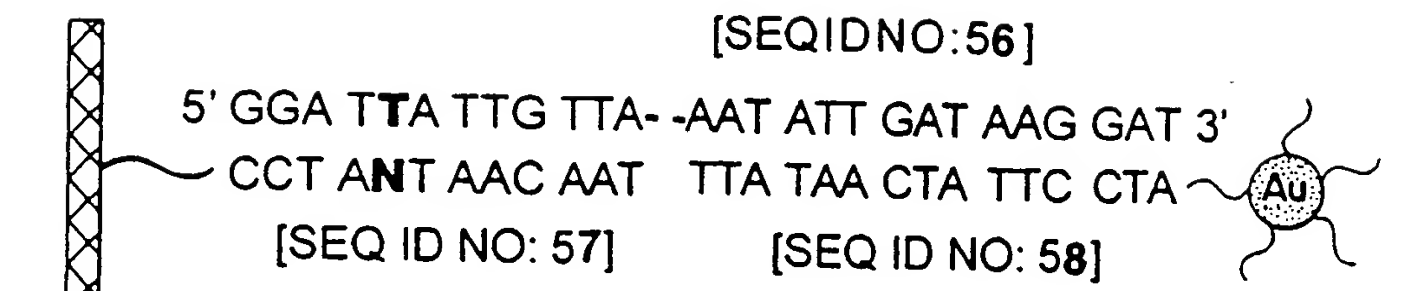 [SEQIDNO:56]
5' GGA TTA TTG TTA- -AAT ATT GAT AAG GAT 3'
CCT ANT AAC AAT TTA TAA CTA TTC CTA Au
[SEQ ID NO: 57] [SEQ ID NO: 58]